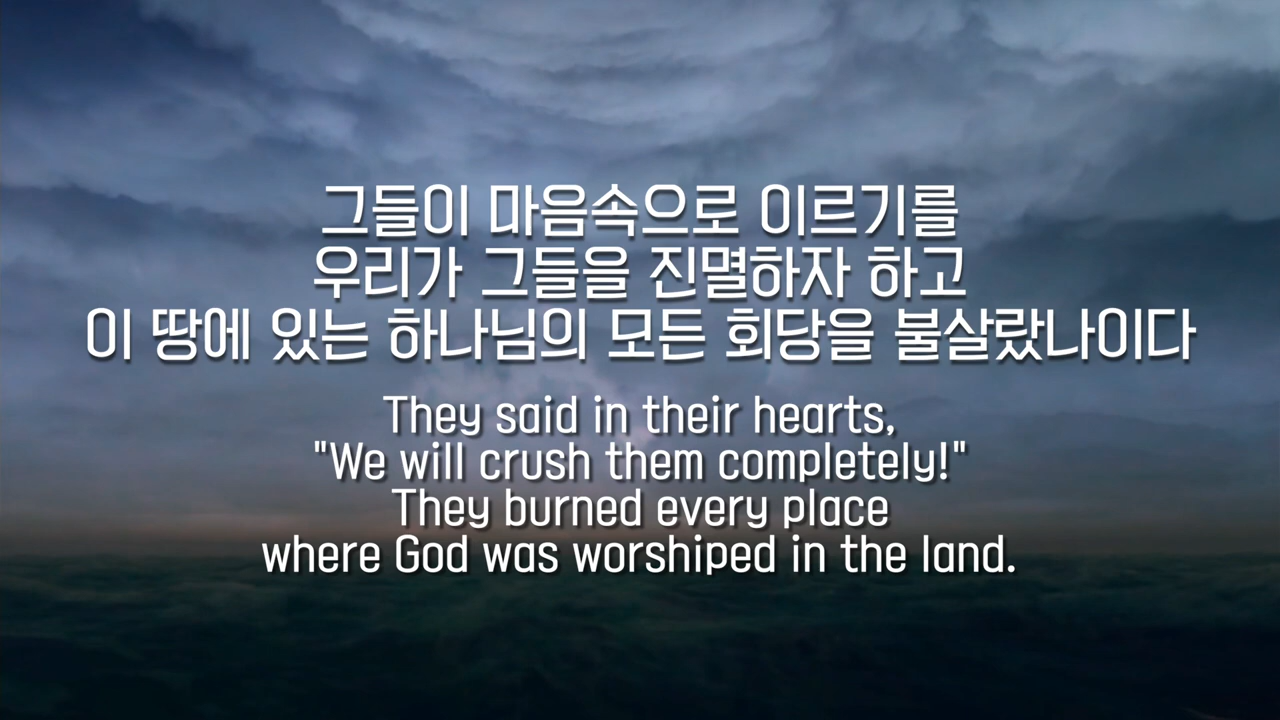 그들이 마음속으로 이르기를
우리가 그들을 진멸하자 하고
이 땅에 있는 하나님의 모든 회당을 불살랐나이다
They said in their hearts,
"We will crush them completely!"
They burned every place
where God was worshiped in the land.